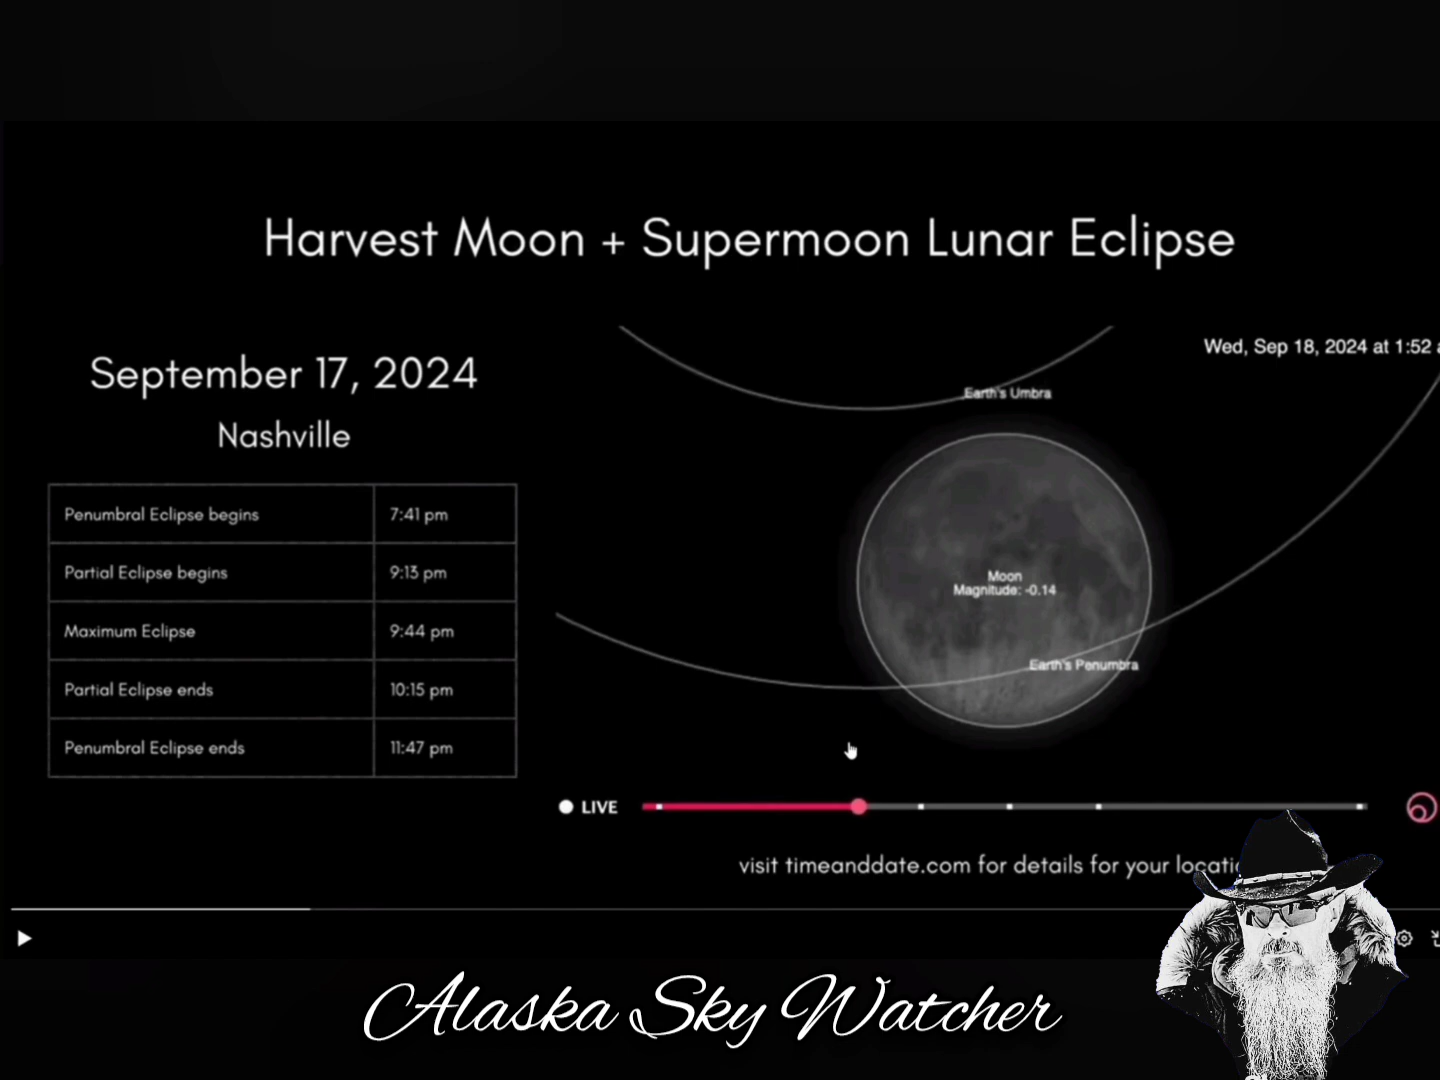 Harvest Moon + Supermoon Lunar Eclipse
September 17, 2024
Nashville
Penumbral Eclipse begins 7:41 pm
Partial Eclipse begins 9:13 pm
Maximum Eclipse 9:44 pm
Partial Eclipse ends 10:15 pm
Penumbral Eclipse ends 11:47 pm
Wed, Sep 18, 2024 at 1:52
Earth's Umbra
Moon
Magnitude: -0.14
Earth's Penumbra
LIVE
visit timeanddate.com for details for your
Alaska Sky Watcher